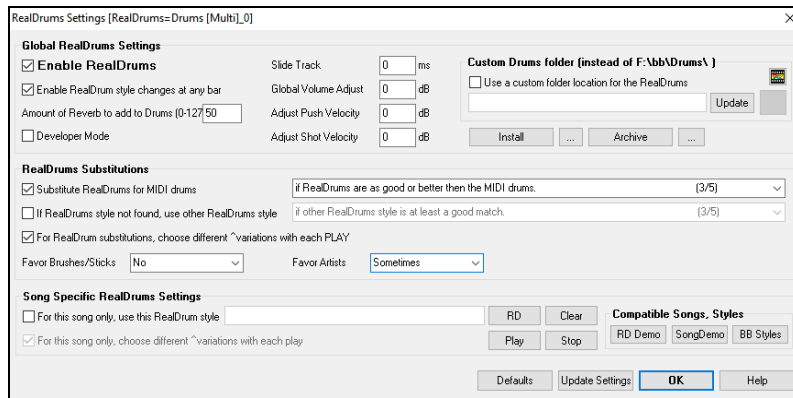 RealDrums Settings [RealDrums=Drums [Multi]_0]
Global RealDrums Settings
Enable RealDrums
Enable RealDrum style changes at any bar
Amount of Reverb to add to Drums (0-127 50
Developer Mode
Slide Track 0 ms
Global Volume Adjust 0 dB
Adjust Push Velocity 0 dB
Adjust Shot Velocity 0 dB
Custom Drums folder (instead of F:\bb\Drums\ )
Use a custom folder location for the RealDrums
Update
Install ... Archive ...
RealDrums Substitutions
Substitute RealDrums for MIDI drums if RealDrums are as good or better then the MIDI drums. (3/5)
If RealDrums style not found, use other RealDrums style if other RealDrums style is at least a good match. (3/5)
For RealDrum substitutions, choose different ^variations with each PLAY
Favor Brushes/Sticks No Favor Artists Sometimes
Song Specific RealDrums Settings
For this song only, use this RealDrum style RD Clear
For this song only, choose different ^variations with each play Play Stop
Compatible Songs, Styles
RD Demo SongDemo BB Styles
Defaults Update Settings OK Help